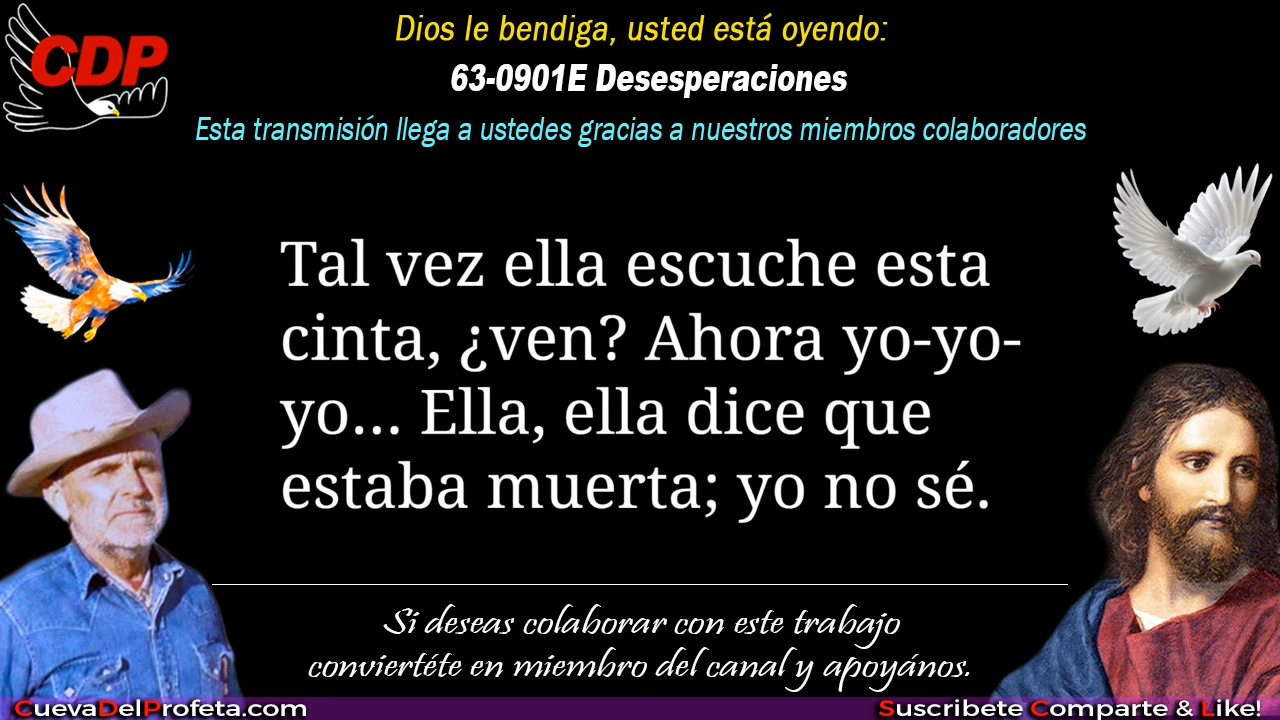 CDP
Dios le bendiga, usted está oyendo:
63-0901E Desesperaciones
Esta transmisión llega a ustedes gracias a nuestros miembros colaboradores
Tal vez ella escuche esta
cinta, ¿ven? Ahora yo-yo-
yo... Ella, ella dice que
estaba muerta; yo no sé.
Si deseas colaborar con este trabajo
conviertéte en miembro del canal y apoyános.
CuevaDelProfeta.com
Suscribete Comparte & Like!